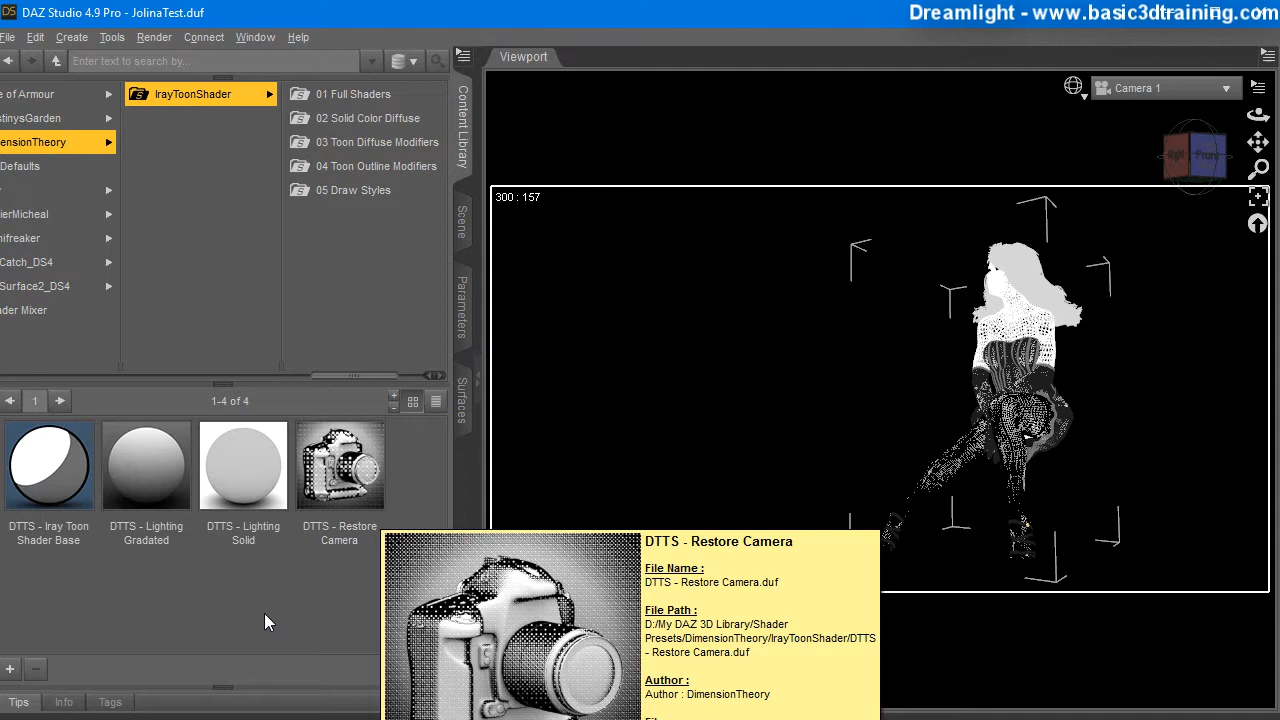 DS DAZ Studio 4.9 Pro - JolinaTest.duf
Dreamlight - www.basic3dtraining.com
File Edit Create Tools Render Connect Window Help
Enter text to search by...
Viewport
Camera 1
e of Armour
stinysGarden
mensionTheory
Defaults
ierMicheal
nifreaker
Catch_DS4
Surface2_DS4
der Mixer
IrayToonShader
01 Full Shaders
02 Solid Color Diffuse
03 Toon Diffuse Modifiers
04 Toon Outline Modifiers
05 Draw Styles
Content Library
Scene
Parameters
Surfaces
300 : 157
Front
1
1-4 of 4
DTTS - Iray Toon
Shader Base
DTTS - Lighting
Gradated
DTTS - Lighting
Solid
DTTS - Restore
Camera
DTTS - Restore Camera
File Name :
DTTS - Restore Camera.duf
File Path :
D:/My DAZ 3D Library/Shader
Presets/DimensionTheory/IrayToonShader/DTTS
- Restore Camera.duf
Author :
Author : DimensionTheory
Tips Info Tags